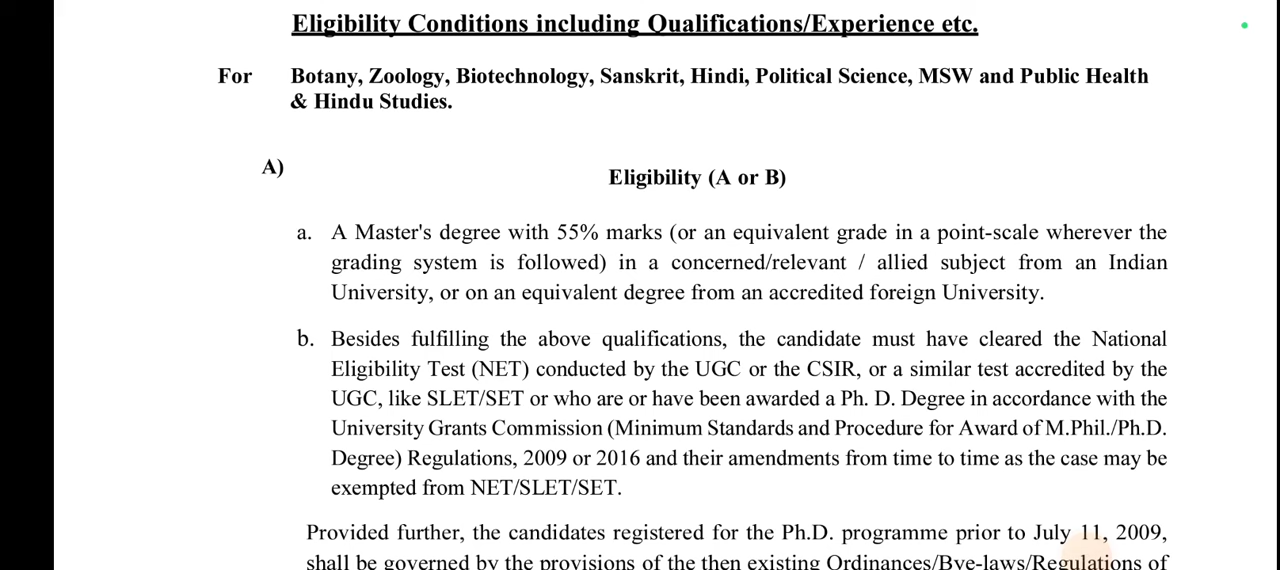 Eligibility Conditions including Qualifications/Experience etc.
For Botany, Zoology, Biotechnology, Sanskrit, Hindi, Political Science, MSW and Public Health
& Hindu Studies.
A)
Eligibility (A or B)
a. A Master's degree with 55% marks (or an equivalent grade in a point-scale wherever the
grading system is followed) in a concerned/relevant / allied subject from an Indian
University, or on an equivalent degree from an accredited foreign University.
b. Besides fulfilling the above qualifications, the candidate must have cleared the National
Eligibility Test (NET) conducted by the UGC or the CSIR, or a similar test accredited by the
UGC, like SLET/SET or who are or have been awarded a Ph. D. Degree in accordance with the
University Grants Commission (Minimum Standards and Procedure for Award of M.Phil./Ph.D.
Degree) Regulations, 2009 or 2016 and their amendments from time to time as the case may be
exempted from NET/SLET/SET.
Provided further, the candidates registered for the Ph.D. programme prior to July 11, 2009,
shall be governed by the provisions of the then existing Ordinances/Bye-laws/Regulations of